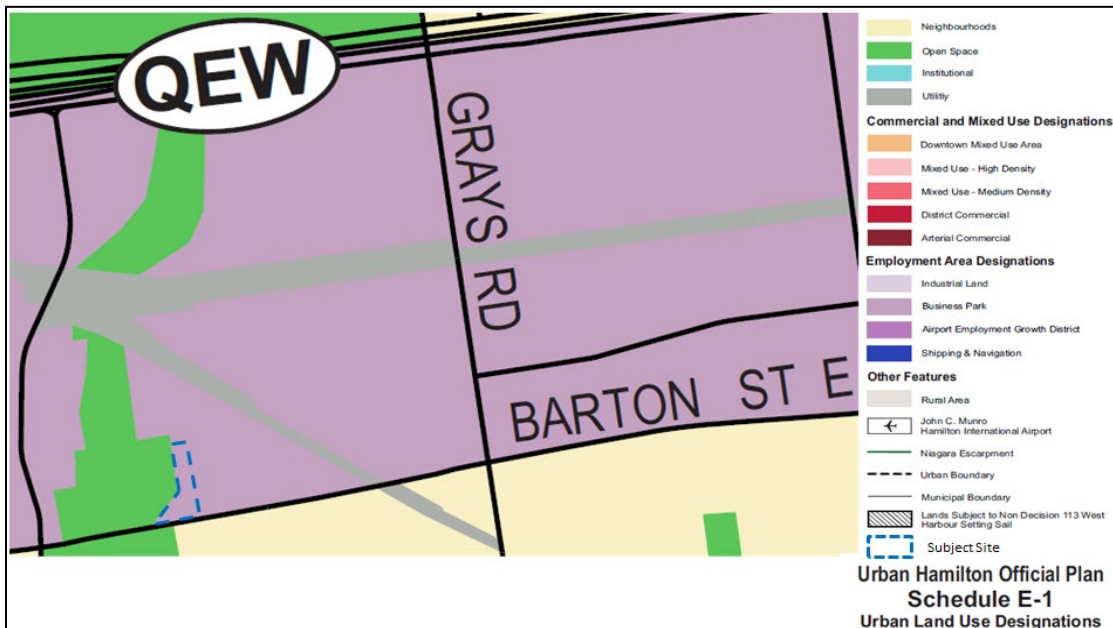 QEW
GRAYS RD
BARTON ST E
Neighbourhoods
Open Space
Institutional
Utilitiy
Commercial and Mixed Use Designations
Downtown Mixed Use Area
Mixed Use - High Density
Mixed Use - Medium Density
District Commercial
Arterial Commercial
Employment Area Designations
Industrial Land
Business Park
Airport Employment Growth District
Shipping & Navigation
Other Features
Rural Area
John C. Munro
Hamilton International Airport
Niagara Escarpment
Urban Boundary
Municipal Boundary
Lands Subject to Non Decision 113 West
Harbour Setting Sail
Subject Site
Urban Hamilton Official Plan
Schedule E-1
Urban Land Use Designations